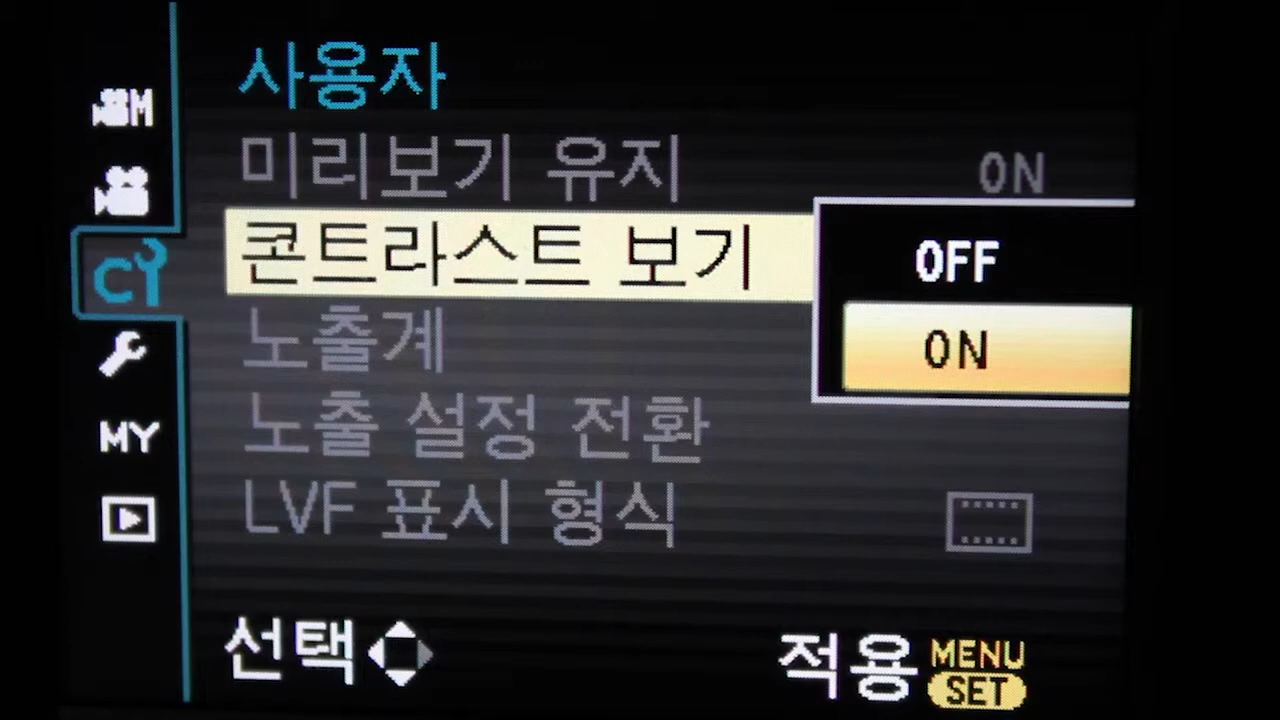 사용자
M
미리보기 유지 ON
콘트라스트 보기 OFF
C
노출계 ON
노출 설정 전환
MY
LVF 표시 형식
선택 적용 MENU SET